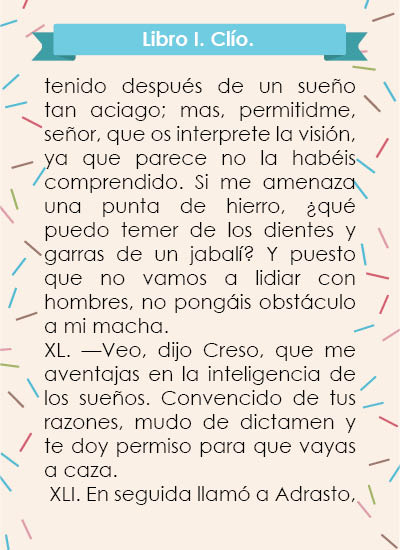 Libro I. Clío.
tenido después de un sueño
tan aciago; mas, permitidme,
señor, que os interprete la visión,
ya que parece no la habéis
comprendido. Si me amenaza
una punta de hierro, ¿qué
puedo temer de los dientes y
garras de un jabalí? Y puesto
que no vamos a lidiar con
hombres, no pongáis obstáculo
a mi macha.
XL. —Veo, dijo Creso, que me
aventajas en la inteligencia de
los sueños. Convencido de tus
razones, mudo de dictamen y
te doy permiso para que vayas
a caza.
XLI. En seguida llamó a Adrasto,